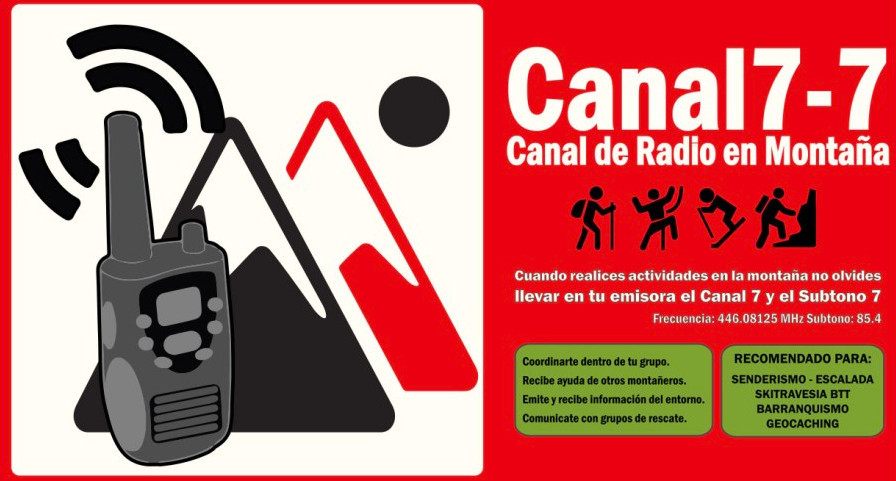 Canal7-7
Canal de Radio en Montaña
Cuando realices actividades en la montaña no olvides
llevar en tu emisora el Canal 7 y el Subtono 7
Frecuencia: 446.08125 MHz Subtono: 85.4
Coordinarte dentro de tu grupo.
Recibe ayuda de otros montañeros.
Emite y recibe información del entorno.
Comunicate con grupos de rescate.
RECOMENDADO PARA:
SENDERISMO - ESCALADA
SKITRAVESIA BTT
BARRANQUISMO
GEOCACHING